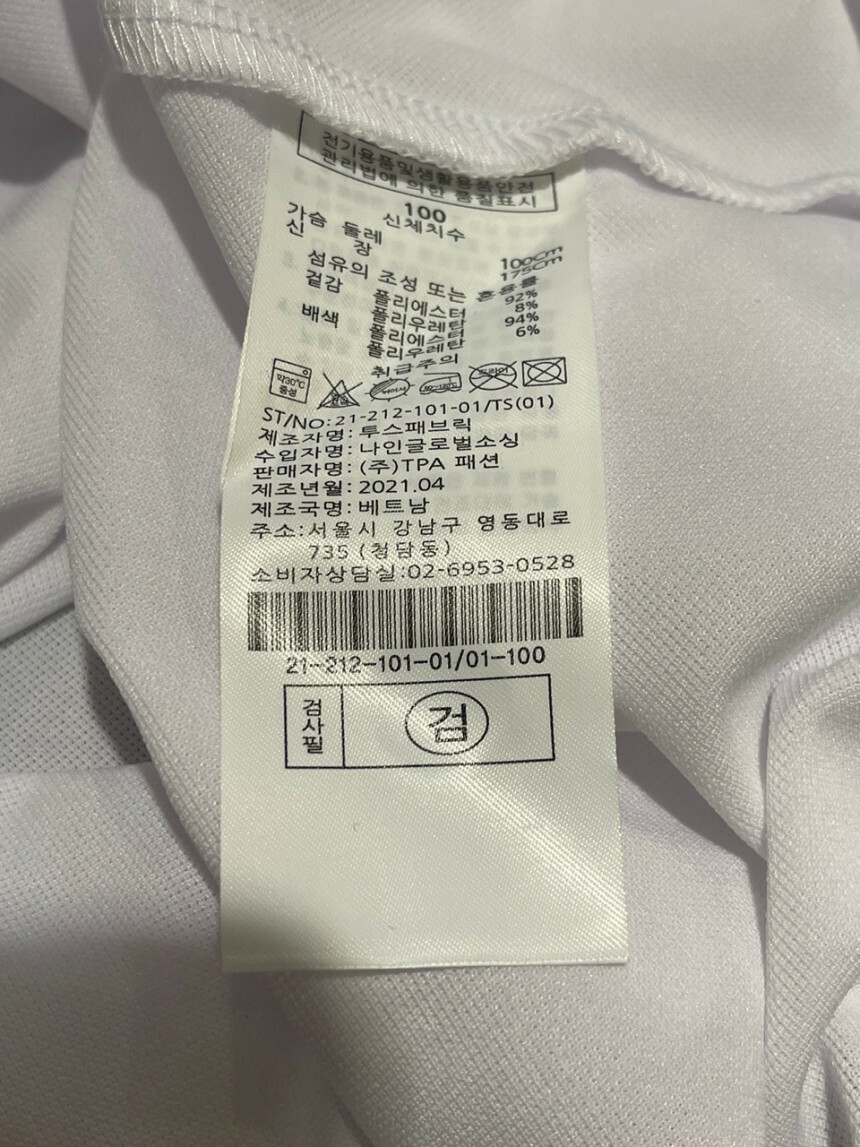 전기용품및생활용품안전
관리법에 의한 품질표시
100
신체치수
가슴 둘레 100cm
신 장 175cm
섬유의 조성 또는 혼용률
겉감 폴리에스터 92%
폴리우레탄 8%
배색 폴리에스터 94%
폴리우레탄 6%
취급주의
약30℃
중성
드라이
ST/NO:21-212-101-01/TS(01)
제조자명:투스패브릭
수입자명:나인글로벌소싱
판매자명:(주)TPA 패션
제조년월:2021.04
제조국명:베트남
주소:서울시 강남구 영동대로
735 (청담동)
소비자상담실:02-6953-0528
21-212-101-01/01-100
검사필
검